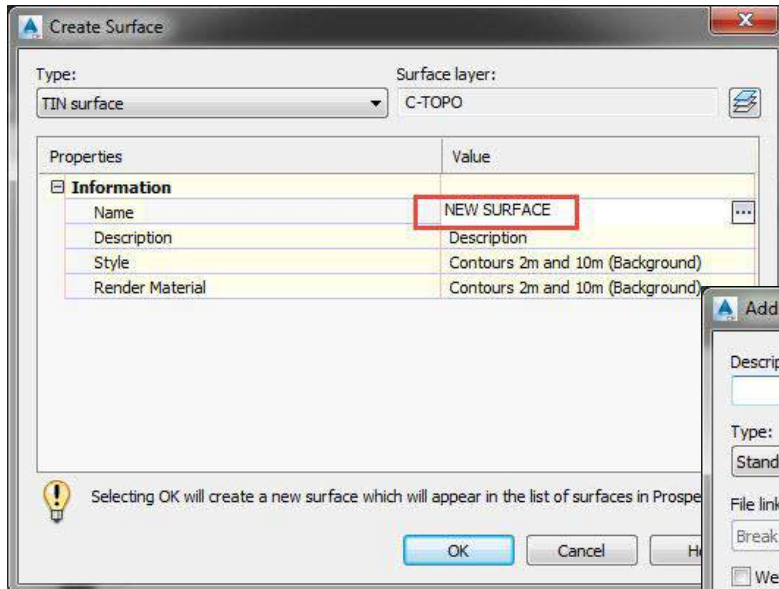 Create Surface
Type:
Surface layer:
TIN surface
C-TOPO
Properties
Value
Information
Name
NEW SURFACE
...
Description
Description
Style
Contours 2m and 10m (Background)
Render Material
Contours 2m and 10m (Background)
Selecting OK will create a new surface which will appear in the list of surfaces in Prospe
OK
Cancel
He
Add
Descrip
Type:
Stand
File link
Break
We